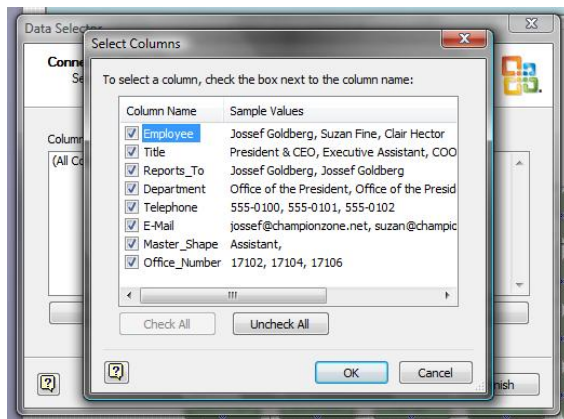 Data Selector
Select Columns
Conne
Se
To select a column, check the box next to the column name:
Column Name Sample Values
Employee Jossef Goldberg, Suzan Fine, Clair Hector
Title President & CEO, Executive Assistant, COO
Reports_To Jossef Goldberg, Jossef Goldberg
Department Office of the President, Office of the Presid
Telephone 555-0100, 555-0101, 555-0102
E-Mail jossef@championzone.net, suzan@champic
Master_Shape Assistant,
Office_Number 17102, 17104, 17106
Column
(All Co
Check All Uncheck All
OK Cancel
nish